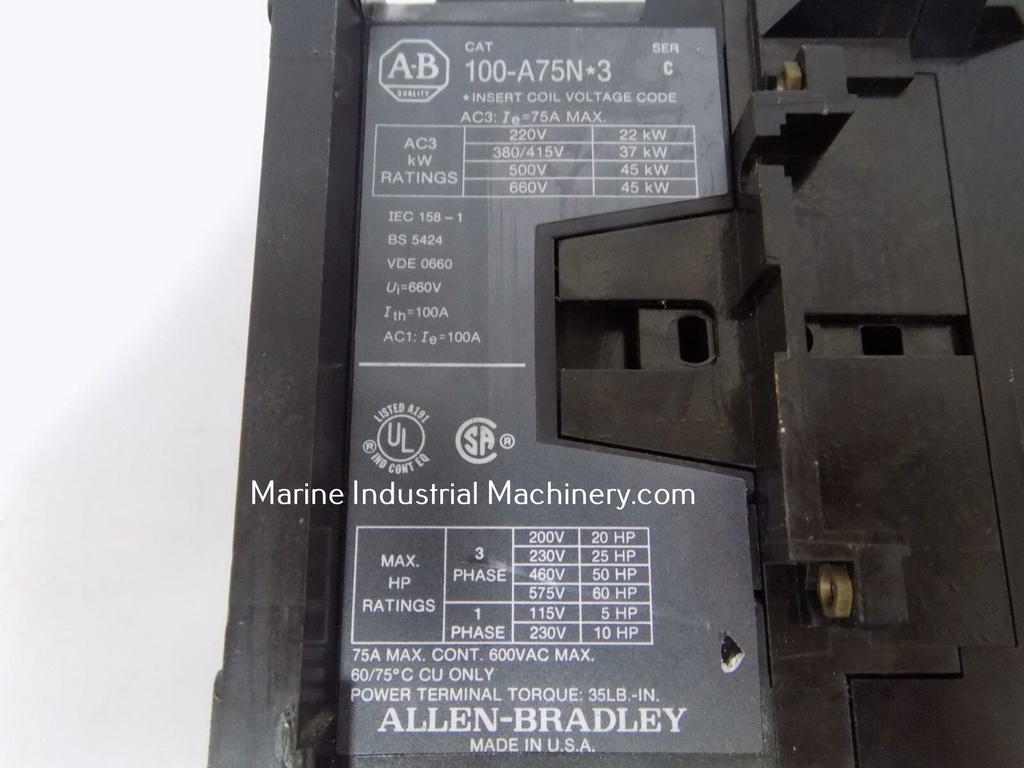 CAT SER
A-B QUALITY 100-A75N*3 C
*INSERT COIL VOLTAGE CODE
AC3: Ie=75A MAX.
AC3 kW RATINGS
220V 22 kW
380/415V 37 kW
500V 45 kW
660V 45 kW
IEC 158-1
BS 5424
VDE 0660
Ui=660V
Ith=100A
AC1: Ie=100A
LISTED A191
UL ®
IND CONT EQ
SA ®
Marine Industrial Machinery.com
MAX. HP RATINGS
3 PHASE
200V 20 HP
230V 25 HP
460V 50 HP
575V 60 HP
1 PHASE
115V 5 HP
230V 10 HP
75A MAX. CONT. 600VAC MAX.
60/75°C CU ONLY
POWER TERMINAL TORQUE: 35LB.-IN.
ALLEN-BRADLEY
MADE IN U.S.A.